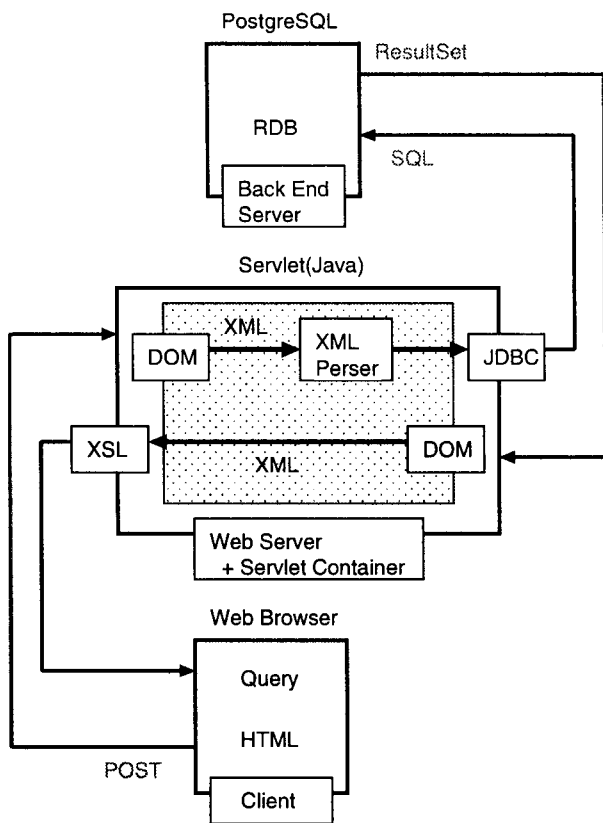 PostgreSQL
ResultSet
RDB
SQL
Back End
Server
Servlet(Java)
XML
DOM
XML
Perser
JDBC
XSL
DOM
XML
Web Server
+ Servlet Container
Web Browser
Query
HTML
POST
Client